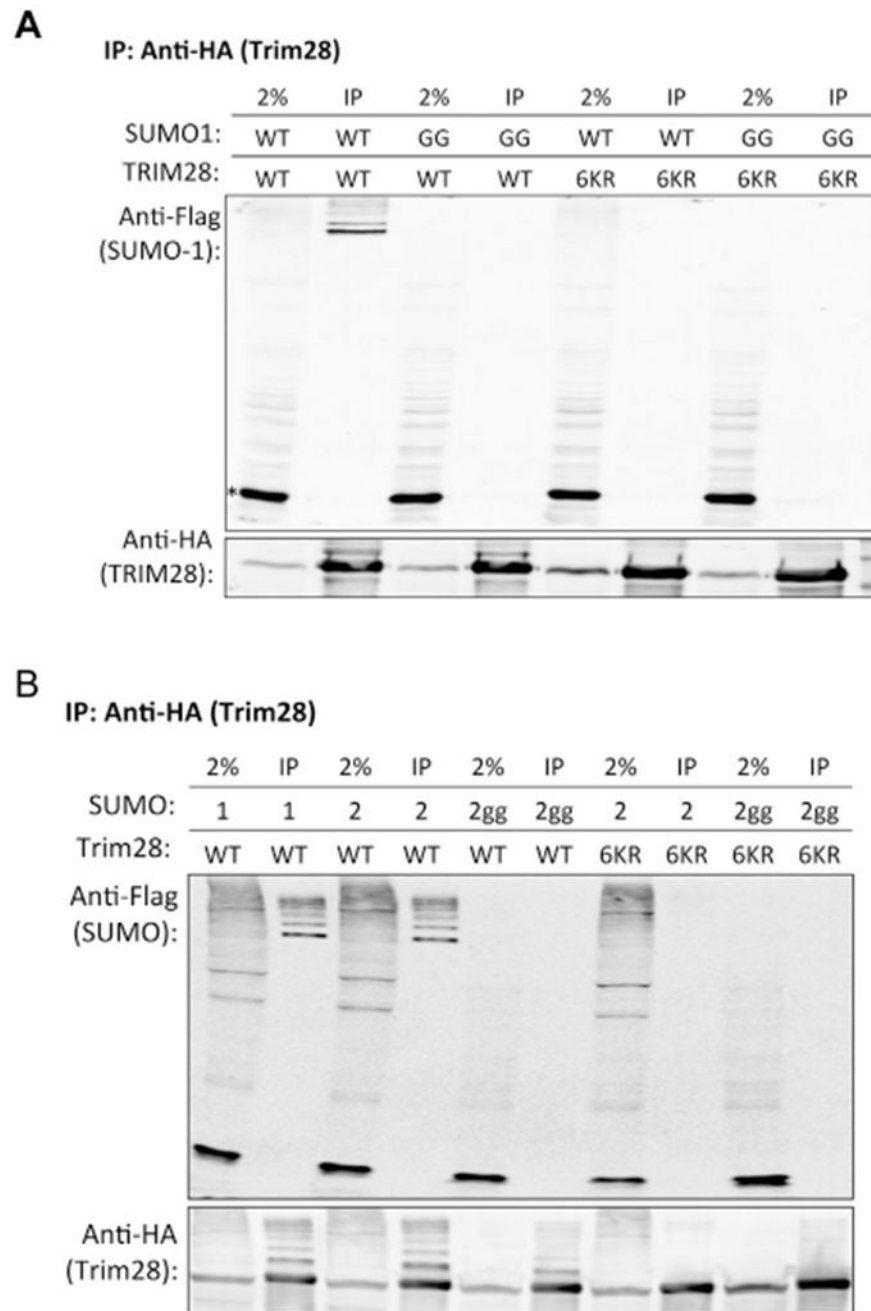 A
IP: Anti-HA (Trim28)
2% IP 2% IP 2% IP 2% IP
SUMO1: WT WT GG GG WT WT GG GG
TRIM28: WT WT WT WT 6KR 6KR 6KR 6KR
Anti-Flag
(SUMO-1):
*
Anti-HA
(TRIM28):
B
IP: Anti-HA (Trim28)
2% IP 2% IP 2% IP 2% IP 2% IP
SUMO: 1 1 2 2 2gg 2gg 2 2 2gg 2gg
Trim28: WT WT WT WT WT WT 6KR 6KR 6KR 6KR
Anti-Flag
(SUMO):
Anti-HA
(Trim28):